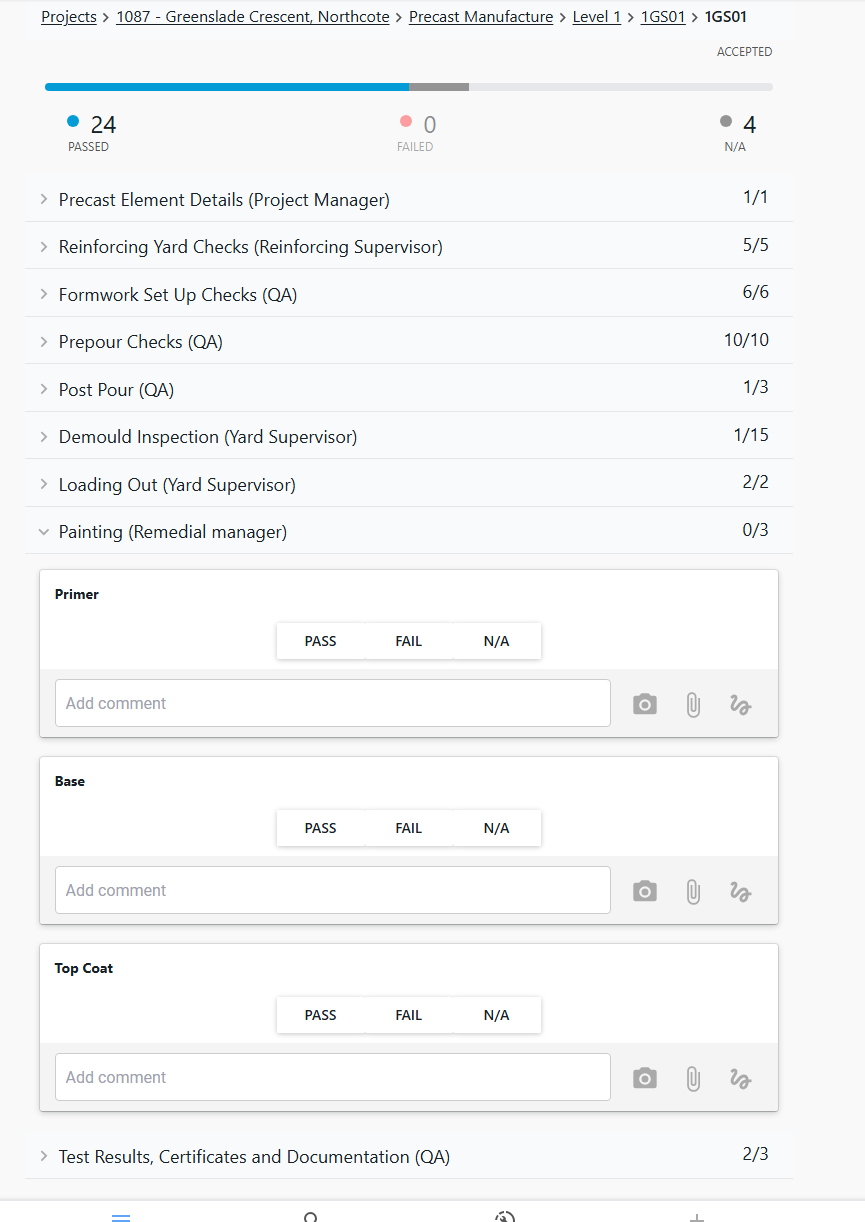 Projects > 1087 - Greenslade Crescent, Northcote > Precast Manufacture > Level 1 > 1GS01 > 1GS01
ACCEPTED
24
PASSED
0
FAILED
4
N/A
Precast Element Details (Project Manager) 1/1
Reinforcing Yard Checks (Reinforcing Supervisor) 5/5
Formwork Set Up Checks (QA) 6/6
Prepour Checks (QA) 10/10
Post Pour (QA) 1/3
Demould Inspection (Yard Supervisor) 1/15
Loading Out (Yard Supervisor) 2/2
Painting (Remedial manager) 0/3
Primer
PASS FAIL N/A
Add comment
Base
PASS FAIL N/A
Add comment
Top Coat
PASS FAIL N/A
Add comment
Test Results, Certificates and Documentation (QA) 2/3